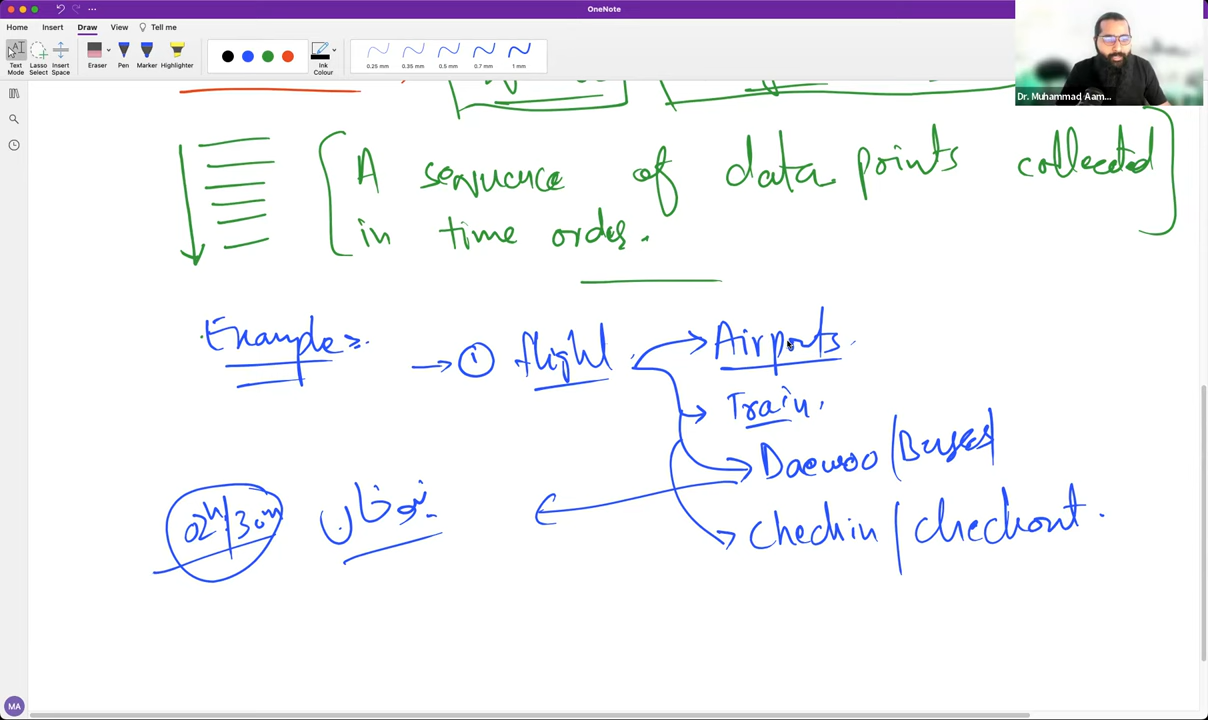 OneNote
Home Insert Draw View Tell me
Text Mode Lasso Select Insert Space Eraser Pen Marker Highlighter Ink Colour 0.25 mm 0.35 mm 0.5 mm 0.7 mm 1 mm
Dr. Muhammad Aam...
A sequence of data points collected
in time order.
Examples:
→ ① flight → Airports.
→ Train.
→ Daewoo / Buses
02h/30m
→ Checkin / Checkout.
MA